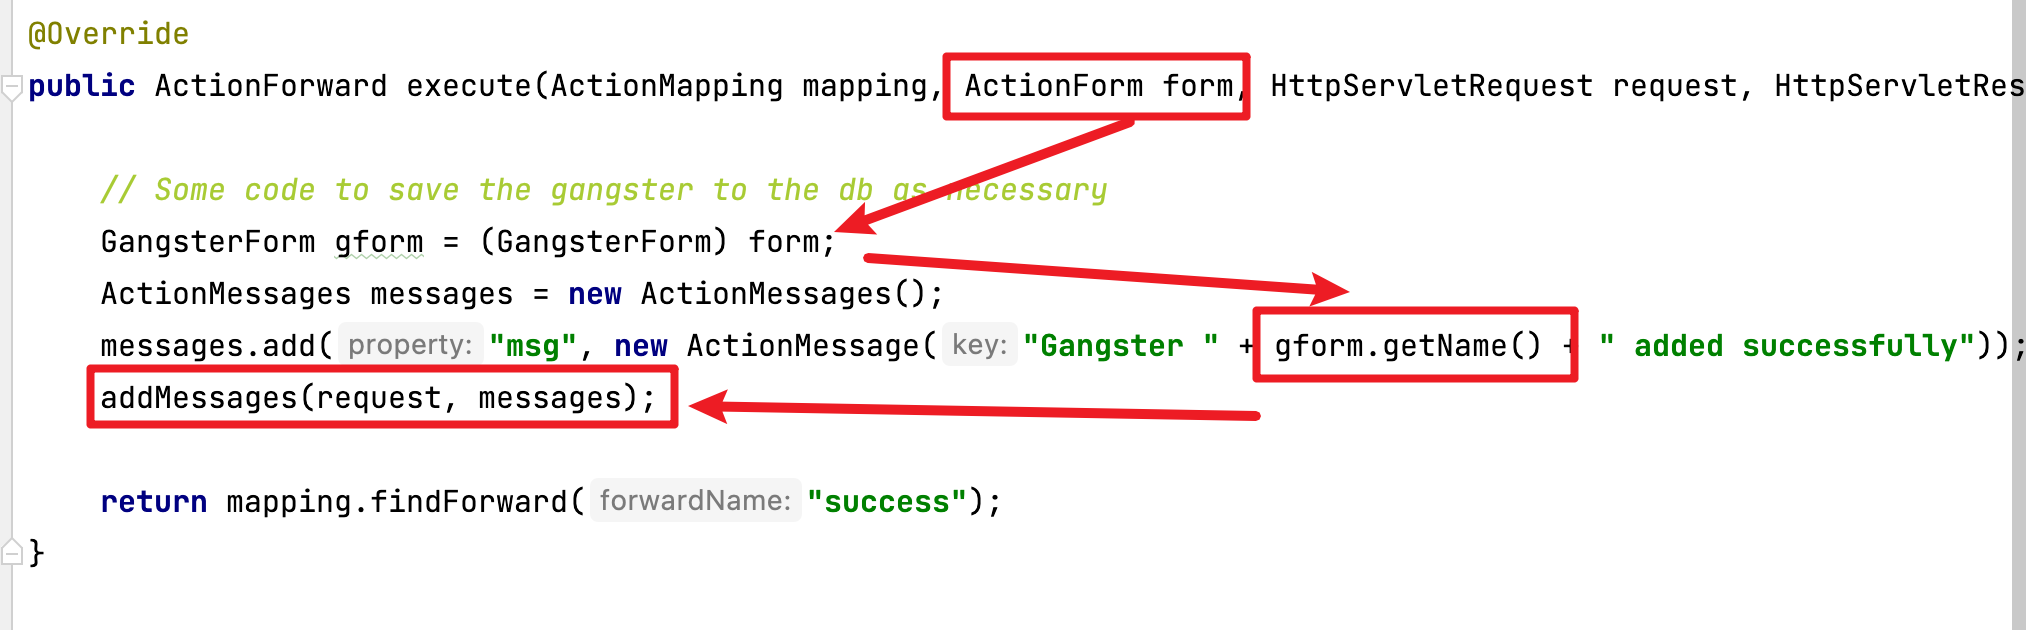 @Override
public ActionForward execute(ActionMapping mapping, ActionForm form, HttpServletRequest request, HttpServletRes
// Some code to save the gangster to the db as necessary
GangsterForm gform = (GangsterForm) form;
ActionMessages messages = new ActionMessages();
messages.add( property: "msg", new ActionMessage( key: "Gangster " + gform.getName() + " added successfully"));
addMessages(request, messages);
return mapping.findForward( forwardName: "success");
}